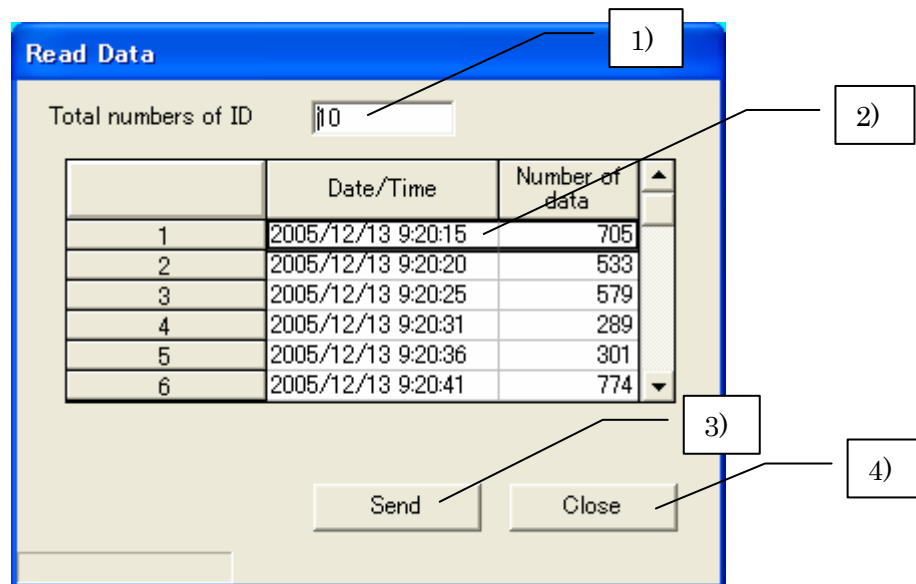 1)
Read Data
Total numbers of ID 10
2)
Date/Time Number of data
1 2005/12/13 9:20:15 705
2 2005/12/13 9:20:20 533
3 2005/12/13 9:20:25 579
4 2005/12/13 9:20:31 289
5 2005/12/13 9:20:36 301
6 2005/12/13 9:20:41 774
3)
4)
Send Close